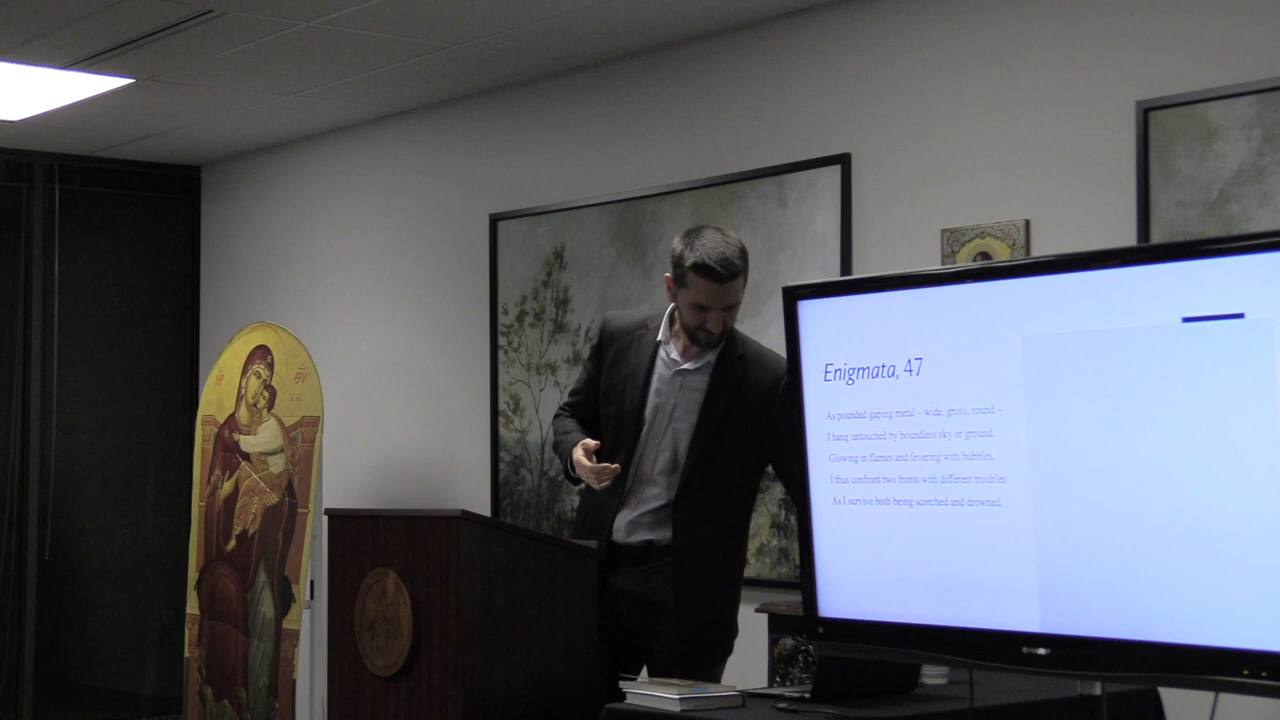 Enigmata, 47
As pounded gaping metal—wide, gross, round—
I hang untouched by boundless sky or ground.
Glowing in flames and fevering with bubbles,
I thus confront two fronts with different troubles
As I survive both being scorched and drowned.